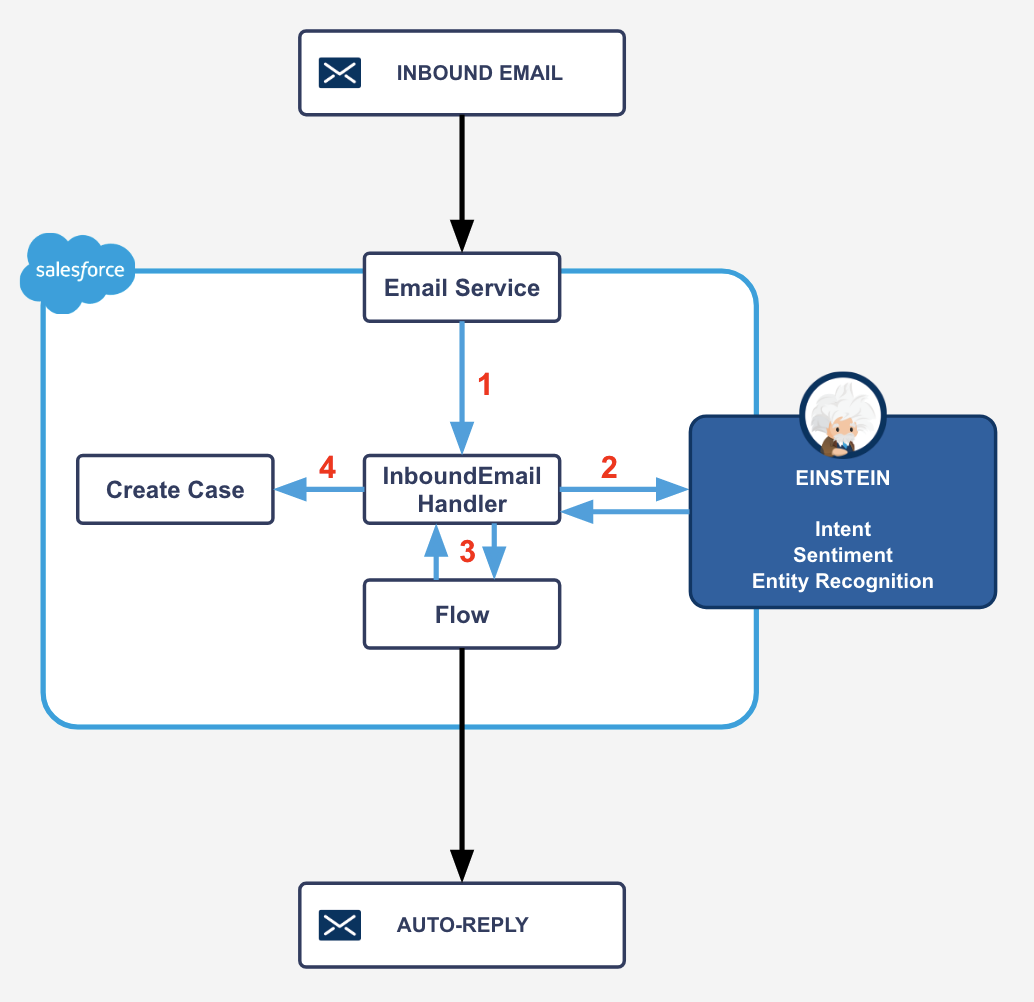 INBOUND EMAIL
salesforce
Email Service
1
Create Case
4
InboundEmail
Handler
2
EINSTEIN
Intent
Sentiment
Entity Recognition
3
Flow
AUTO-REPLY